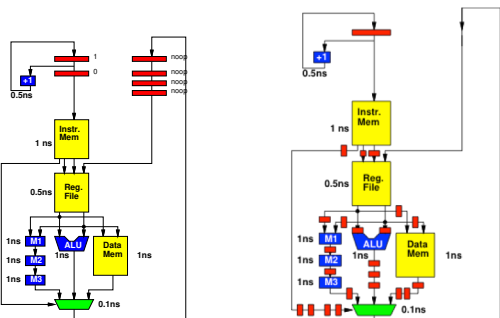 1
noop
0
noop
noop
noop
+1
0.5ns
Instr.
Mem
1 ns
Reg.
File
0.5ns
1ns
M1
ALU
Data
Mem
1ns
1ns
M2
1ns
1ns
M3
0.1ns
+1
0.5ns
Instr.
Mem
1 ns
Reg.
File
0.5ns
1ns
M1
ALU
Data
Mem
1ns
1ns
M2
1ns
1ns
M3
0.1ns